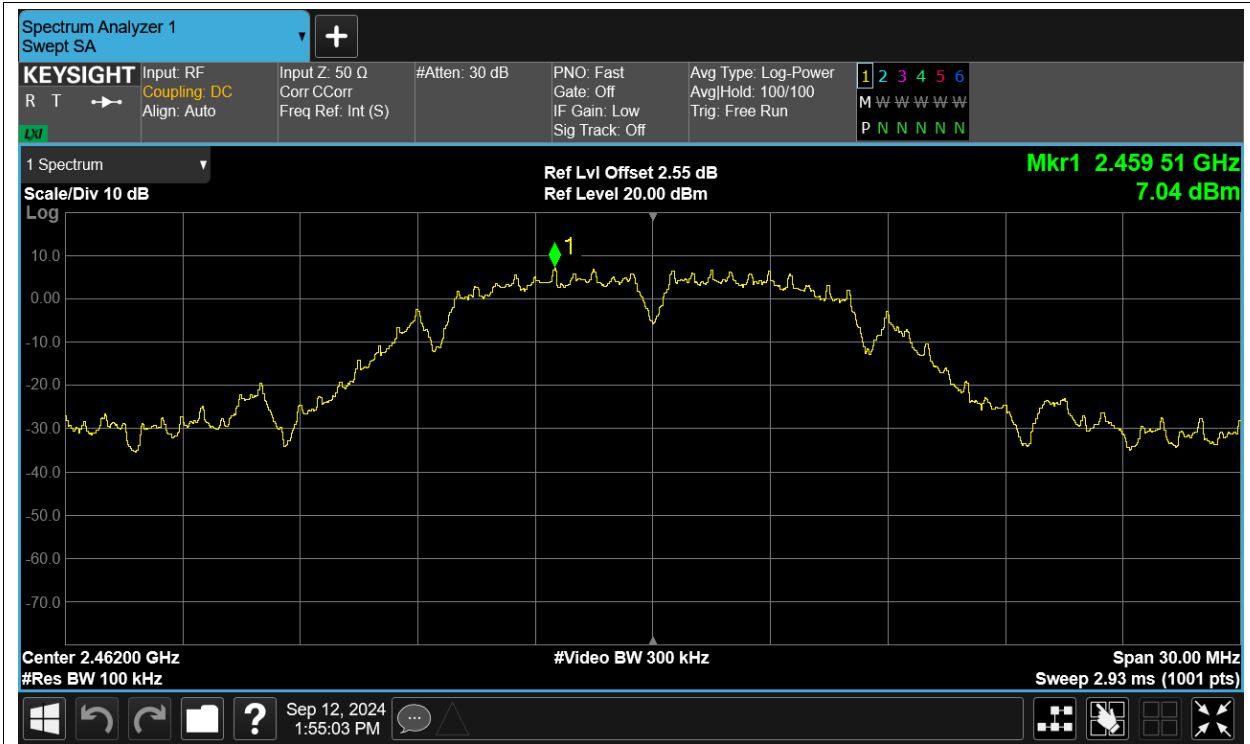 Spectrum Analyzer 1
Swept SA
+
KEYSIGHT
R T
LXI
Input: RF
Coupling: DC
Align: Auto
Input Z: 50 Ω
Corr CCorr
Freq Ref: Int (S)
#Atten: 30 dB
PNO: Fast
Gate: Off
IF Gain: Low
Sig Track: Off
Avg Type: Log-Power
Avg|Hold: 100/100
Trig: Free Run
1 2 3 4 5 6
M W W W W W
P N N N N N
1 Spectrum
Scale/Div 10 dB
Log
Ref Lvl Offset 2.55 dB
Ref Level 20.00 dBm
Mkr1 2.459 51 GHz
7.04 dBm
1
10.0
0.00
-10.0
-20.0
-30.0
-40.0
-50.0
-60.0
-70.0
Center 2.46200 GHz
#Res BW 100 kHz
#Video BW 300 kHz
Span 30.00 MHz
Sweep 2.93 ms (1001 pts)
?
Sep 12, 2024
1:55:03 PM